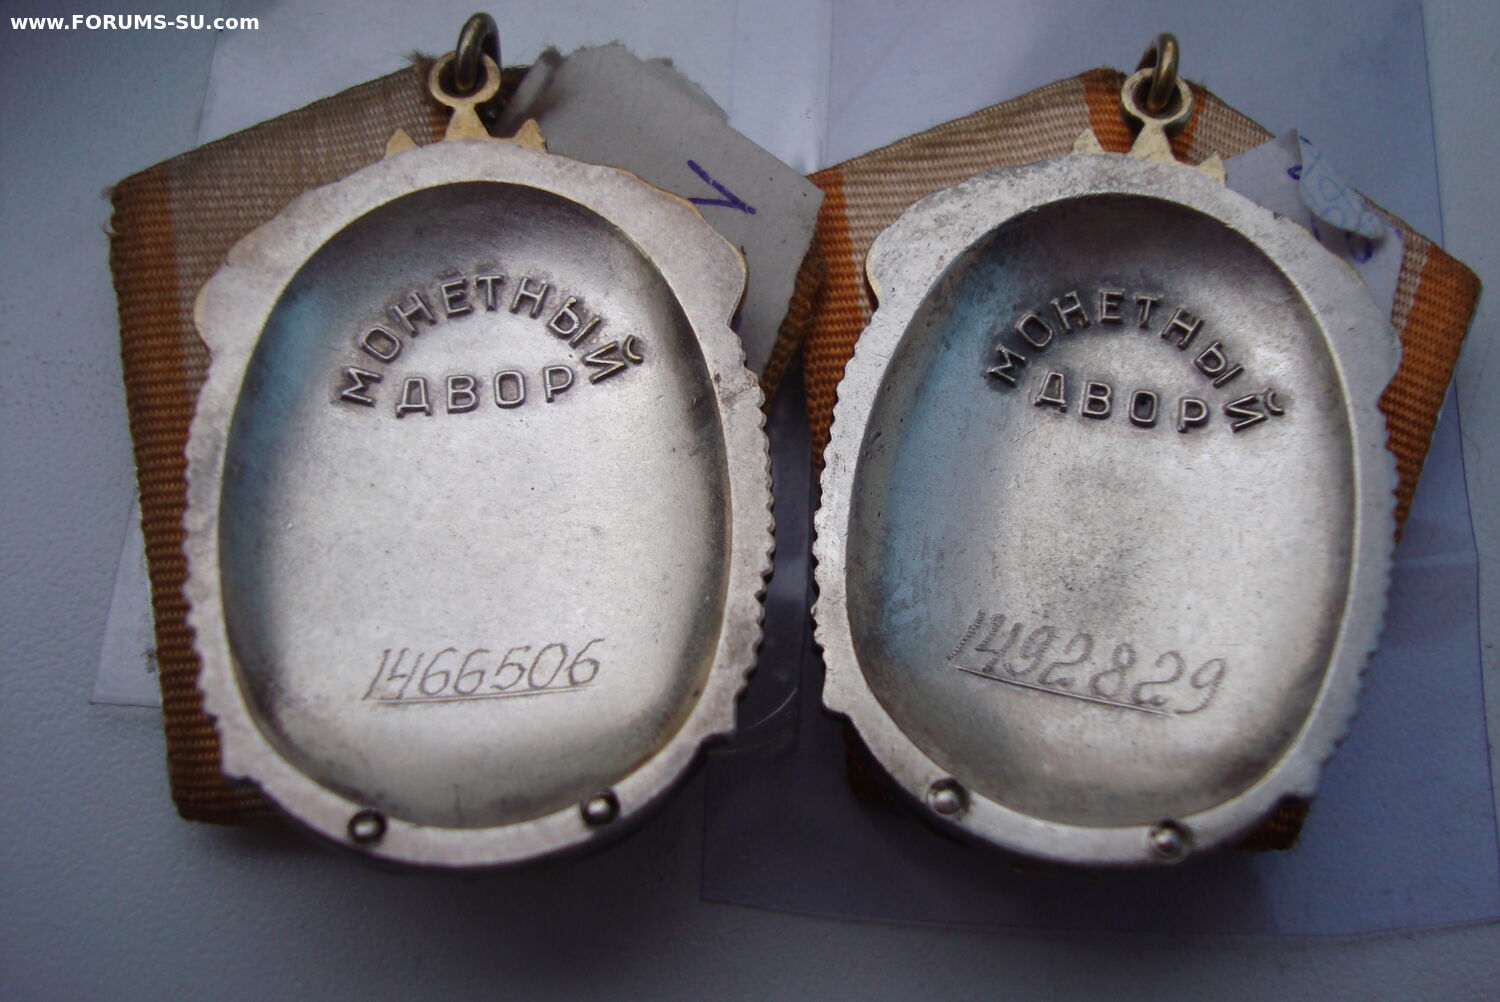 www.FORUMS-SU.com
МОНЕТНЫЙ
ДВОР
1466506
МОНЕТНЫЙ
ДВОР
1492829